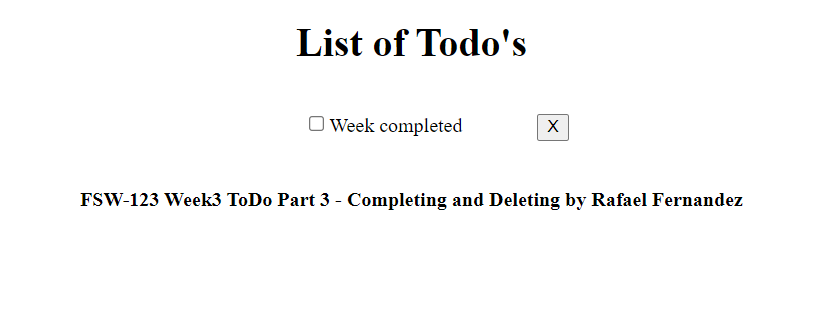 List of Todo's
Week completed X
FSW-123 Week3 ToDo Part 3 - Completing and Deleting by Rafael Fernandez